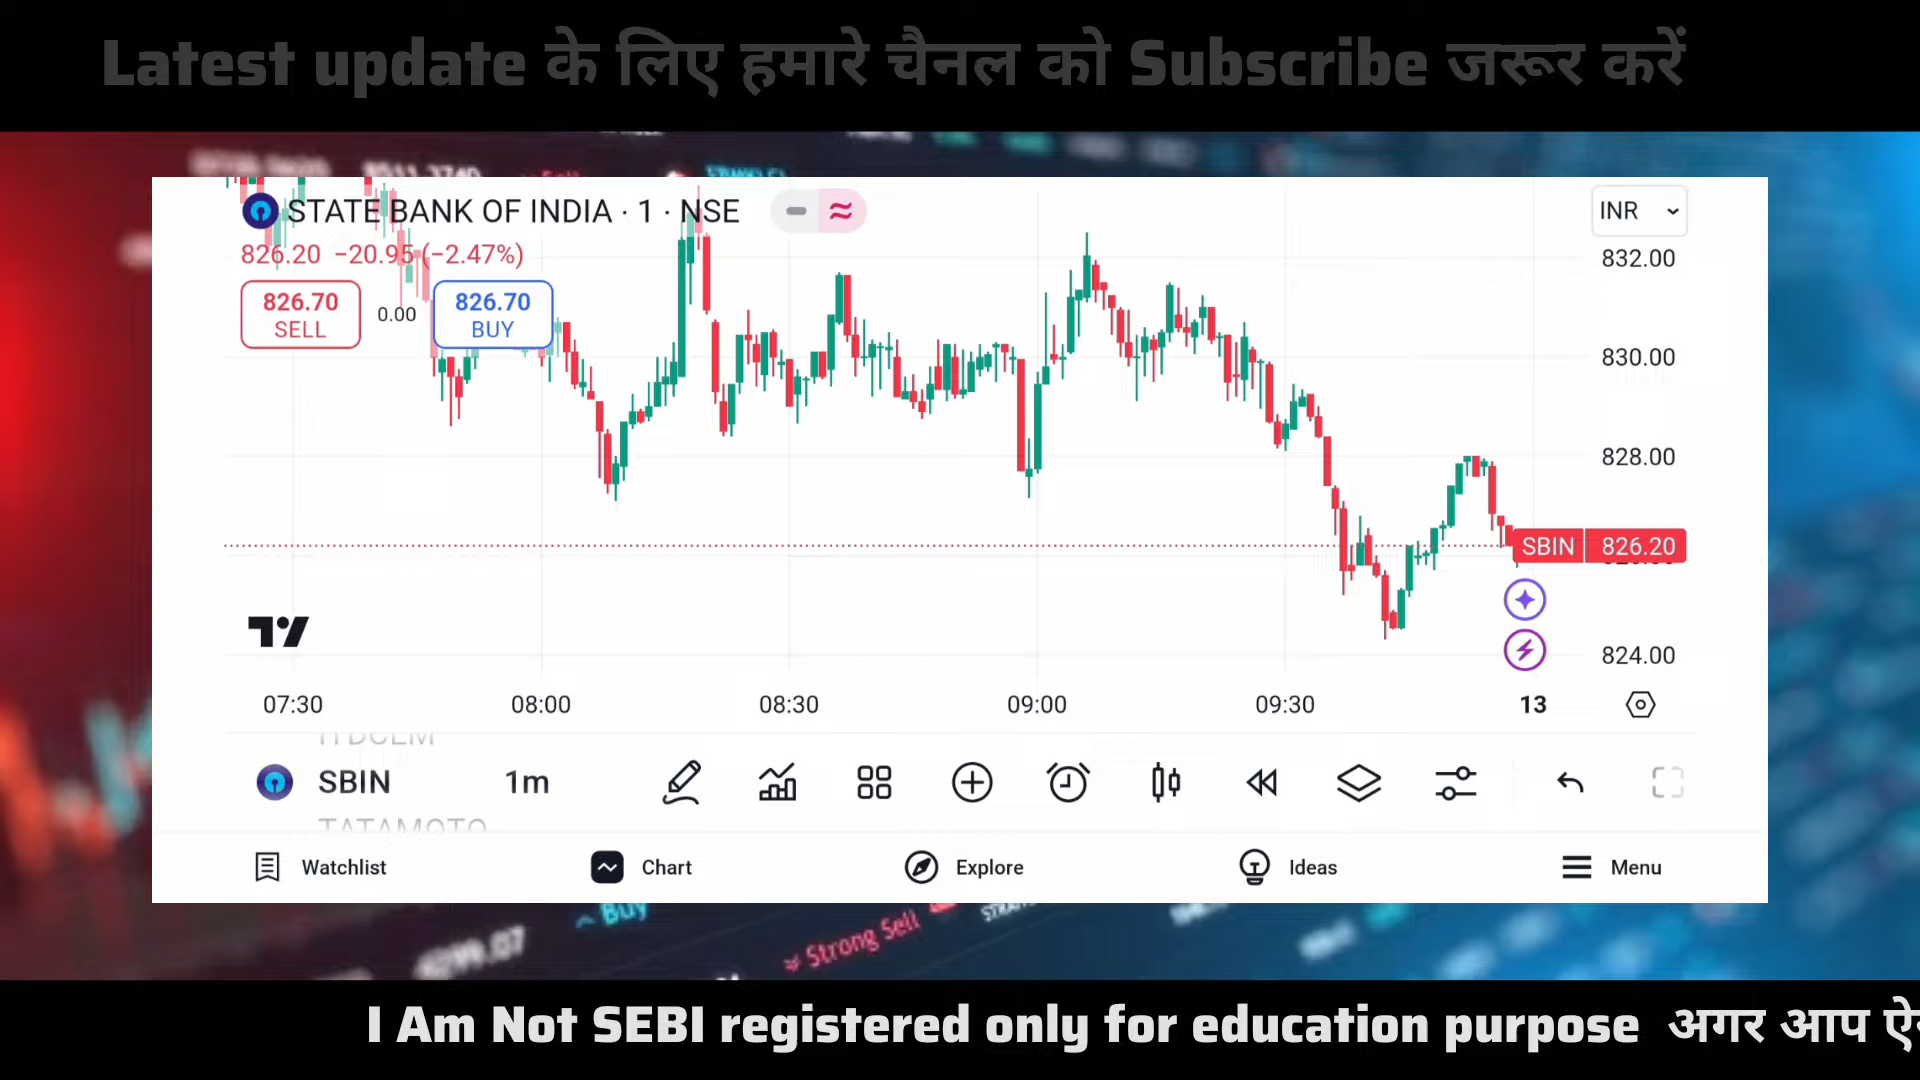 Latest update के लिए हमारे चैनल को Subscribe जरूर करें
STATE BANK OF INDIA · 1 · NSE
INR
826.20 −20.95 (−2.47%)
832.00
826.70
SELL
0.00
826.70
BUY
830.00
828.00
SBIN 826.20
824.00
07:30 08:00 08:30 09:00 09:30 13
SBIN 1m
Watchlist Chart Explore Ideas Menu
Buy
Strong Sell
I Am Not SEBI registered only for education purpose अगर आप